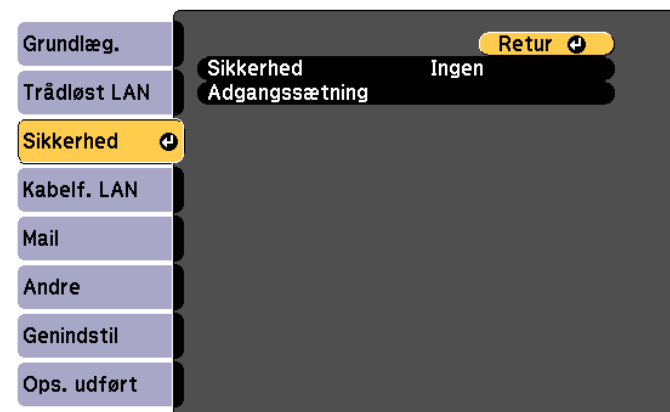 Grundlæg.
Trådløst LAN
Sikkerhed
Kabelf. LAN
Mail
Andre
Genindstil
Ops. udført
Retur
Sikkerhed Ingen
Adgangssætning